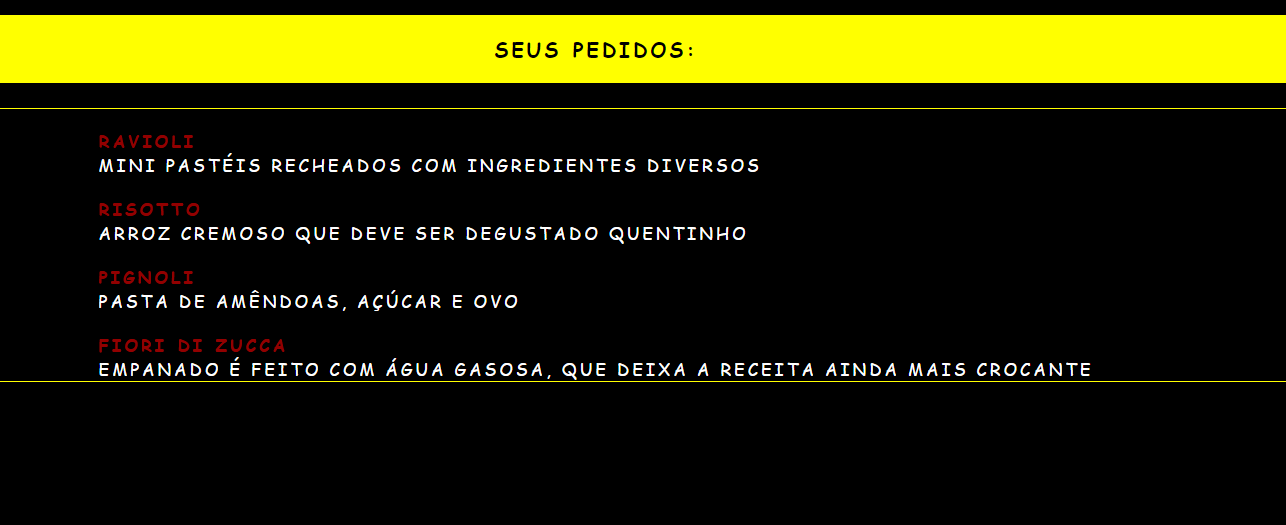 SEUS PEDIDOS:
RAVIOLI
MINI PASTÉIS RECHEADOS COM INGREDIENTES DIVERSOS
RISOTTO
ARROZ CREMOSO QUE DEVE SER DEGUSTADO QUENTINHO
PIGNOLI
PASTA DE AMÊNDOAS, AÇÚCAR E OVO
FIORI DI ZUCCA
EMPANADO É FEITO COM ÁGUA GASOSA, QUE DEIXA A RECEITA AINDA MAIS CROCANTE